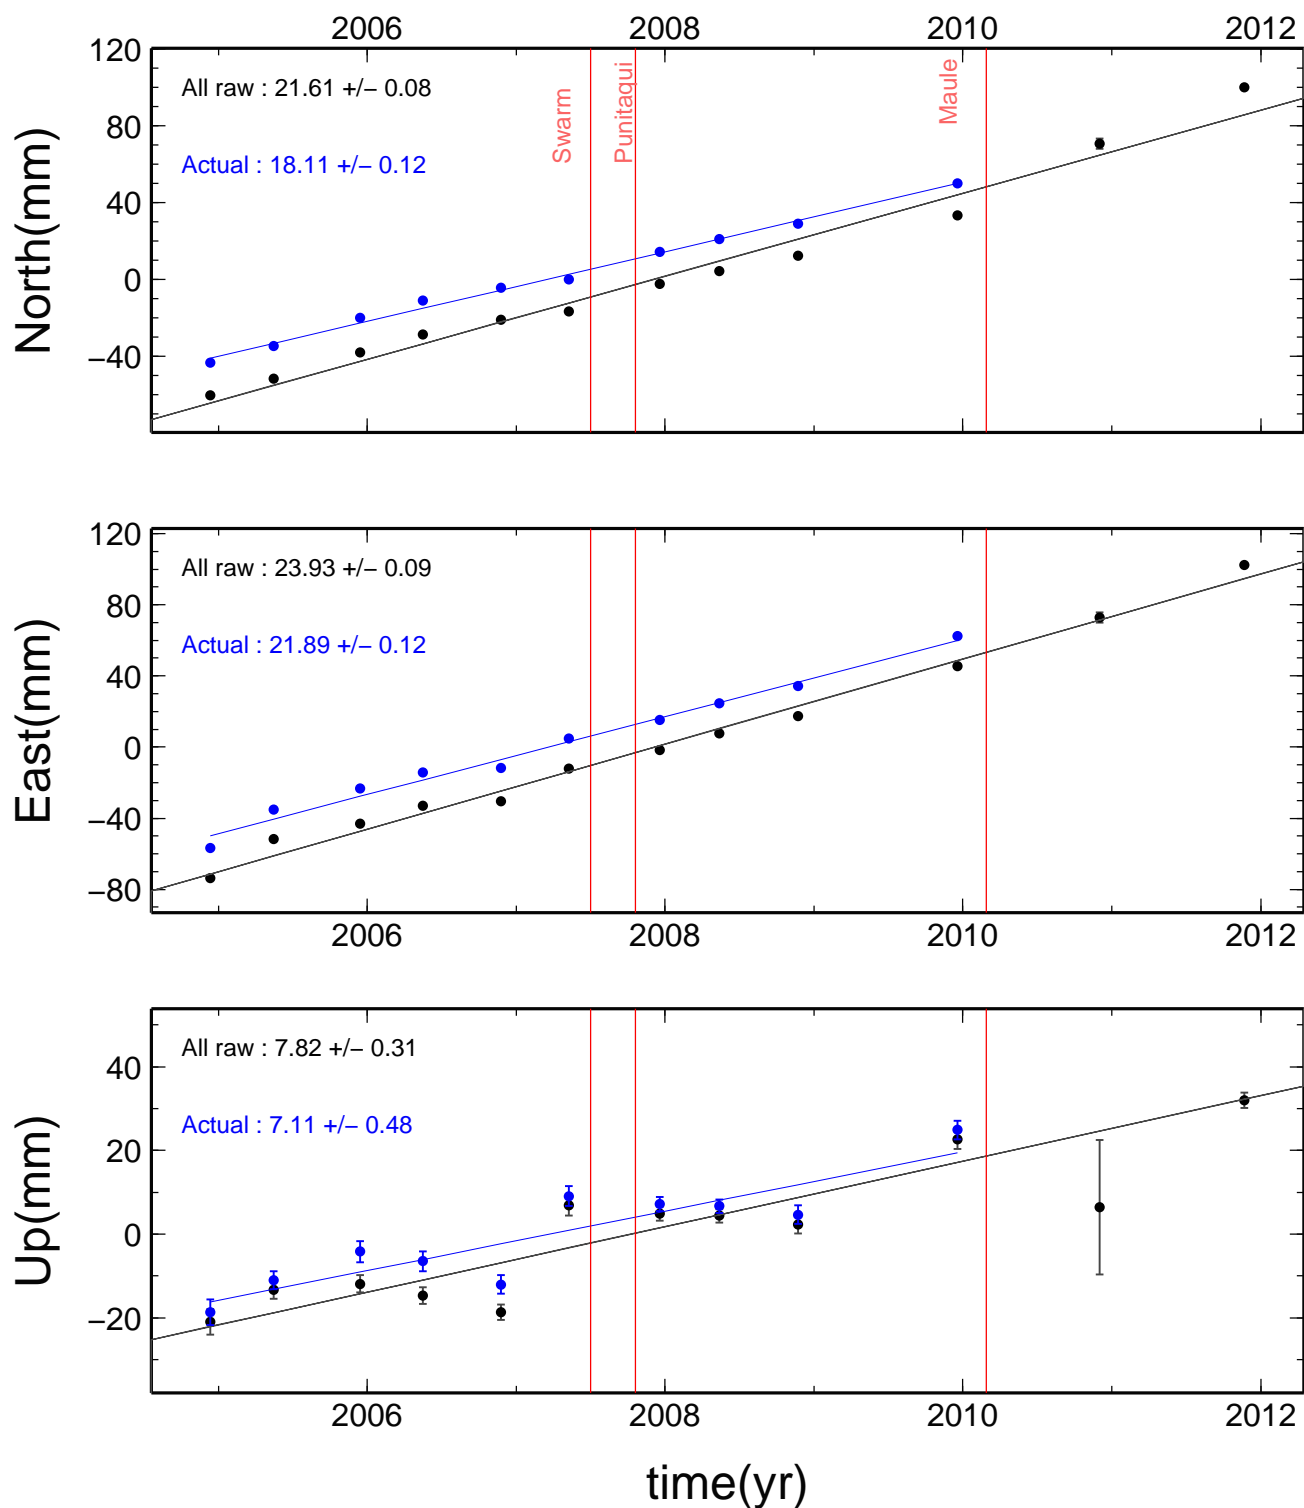 2006 2008 2010 2012
120
80
40
0
−40
North(mm)
All raw : 21.61 +/− 0.08
Actual : 18.11 +/− 0.12
Swarm
Punitaqui
Maule
120
80
40
0
−40
−80
East(mm)
All raw : 23.93 +/− 0.09
Actual : 21.89 +/− 0.12
2006 2008 2010 2012
40
20
0
−20
Up(mm)
All raw : 7.82 +/− 0.31
Actual : 7.11 +/− 0.48
2006 2008 2010 2012
time(yr)